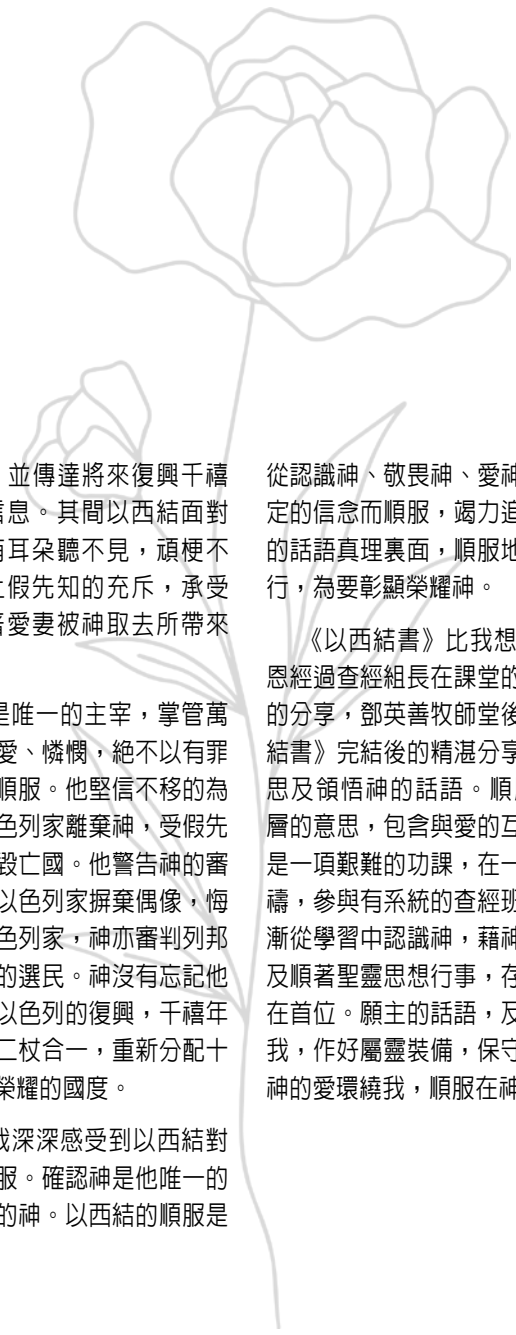 ，並傳達將來復興千禧
信息。其間以西結面對
有耳朵聽不見，頑梗不
上假先知的充斥，承受
著愛妻被神取去所帶來
是唯一的主宰，掌管萬
愛、憐憫，絕不以有罪
順服。他堅信不移的為
色列家離棄神，受假先
毀亡國。他警告神的審
以色列家摒棄偶像，悔
色列家，神亦審判列邦
的選民。神沒有忘記他
以色列的復興，千禧年
二杖合一，重新分配十
榮耀的國度。
我深深感受到以西結對
服。確認神是他唯一的
的神。以西結的順服是
從認識神、敬畏神、愛神
定的信念而順服，竭力追
的話語真理裏面，順服地
行，為要彰顯榮耀神。
《以西結書》比我想
恩經過查經組長在課堂的
的分享，鄧英善牧師堂後
結書》完結後的精湛分享
思及領悟神的話語。順
層的意思，包含與愛的互
是一項艱難的功課，在一
禱，參與有系統的查經班
漸從學習中認識神，藉神
及順著聖靈思想行事，存
在首位。願主的話語，及
我，作好屬靈裝備，保守
神的愛環繞我，順服在神